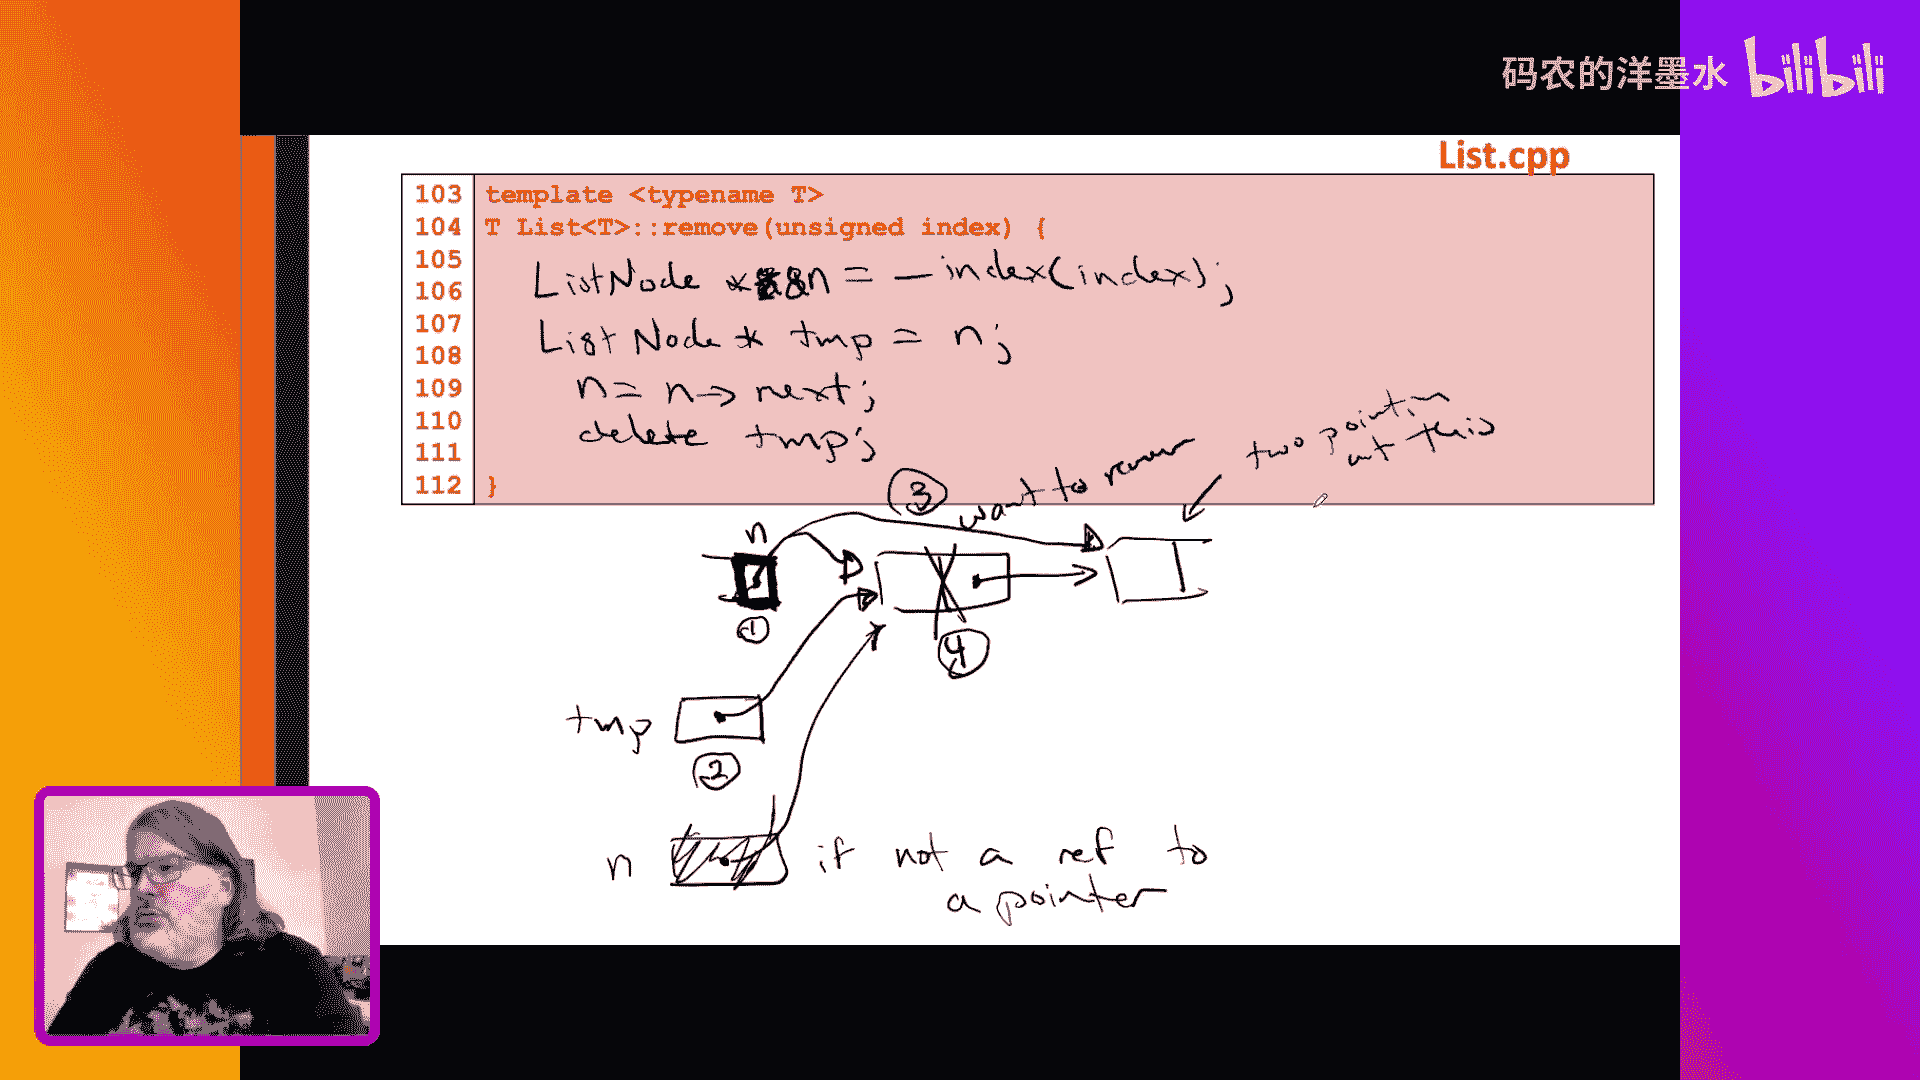 码农的洋墨水 bilibili
List.cpp
103 template <typename T>
104 T List<T>::remove(unsigned index) {
105
106 ListNode *&n = _index(index);
107
108 ListNode * tmp = n;
109 n = n -> next;
110 delete tmp;
111
112 }
two pointing
at this
③ want to remove
n
①
④
tmp
②
n if not a ref to
a pointer